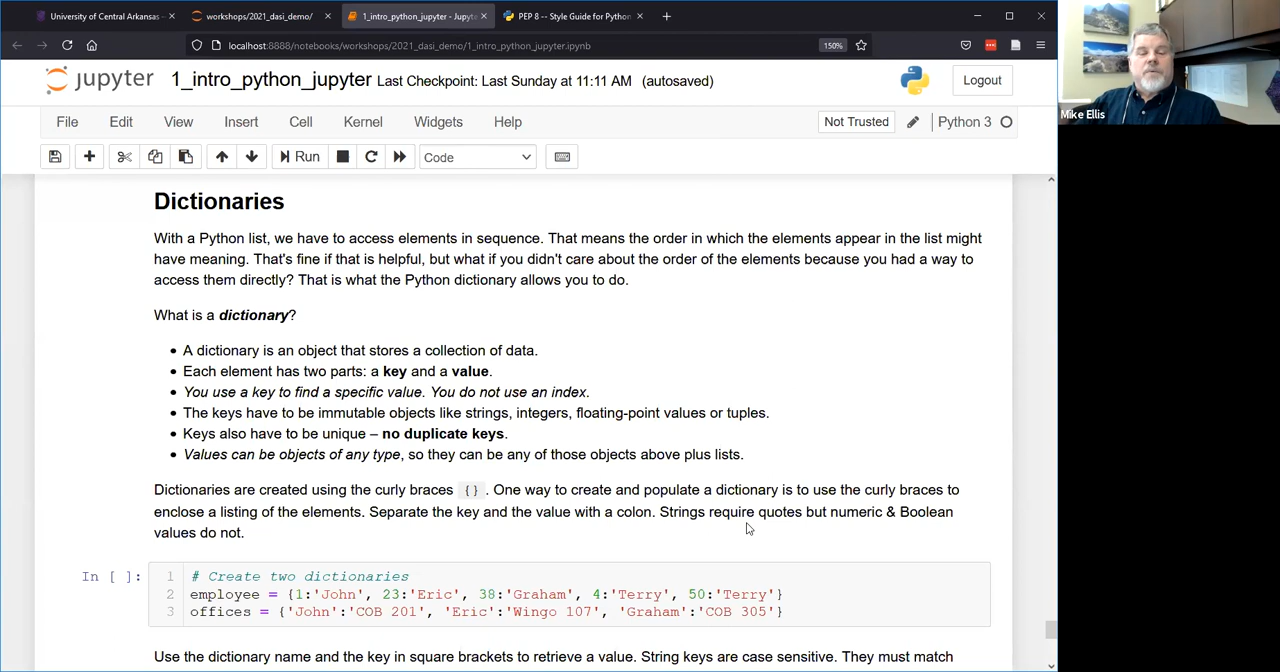 University of Central Arkansas -
workshops/2021_dasi_demo/
1_intro_python_jupyter - Jupyte
PEP 8 -- Style Guide for Python
localhost:8888/notebooks/workshops/2021_dasi_demo/1_intro_python_jupyter.ipynb
150%
jupyter 1_intro_python_jupyter Last Checkpoint: Last Sunday at 11:11 AM (autosaved)
Logout
Mike Ellis
File Edit View Insert Cell Kernel Widgets Help
Not Trusted
Python 3
Run
Code
Dictionaries
With a Python list, we have to access elements in sequence. That means the order in which the elements appear in the list might
have meaning. That's fine if that is helpful, but what if you didn't care about the order of the elements because you had a way to
access them directly? That is what the Python dictionary allows you to do.
What is a dictionary?
• A dictionary is an object that stores a collection of data.
• Each element has two parts: a key and a value.
• You use a key to find a specific value. You do not use an index.
• The keys have to be immutable objects like strings, integers, floating-point values or tuples.
• Keys also have to be unique – no duplicate keys.
• Values can be objects of any type, so they can be any of those objects above plus lists.
Dictionaries are created using the curly braces {} . One way to create and populate a dictionary is to use the curly braces to
enclose a listing of the elements. Separate the key and the value with a colon. Strings require quotes but numeric & Boolean
values do not.
In [ ]:
1 # Create two dictionaries
2 employee = {1:'John', 23:'Eric', 38:'Graham', 4:'Terry', 50:'Terry'}
3 offices = {'John':'COB 201', 'Eric':'Wingo 107', 'Graham':'COB 305'}
Use the dictionary name and the key in square brackets to retrieve a value. String keys are case sensitive. They must match